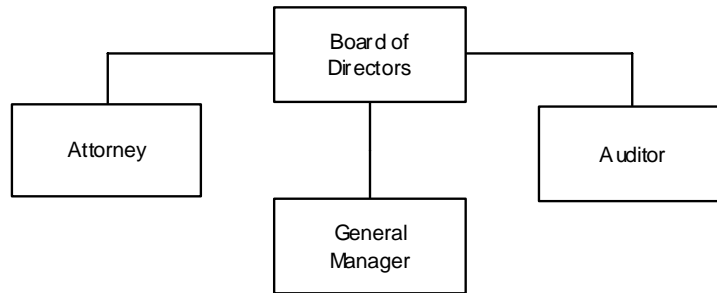 Board of
Directors
Attorney
Auditor
General
Manager